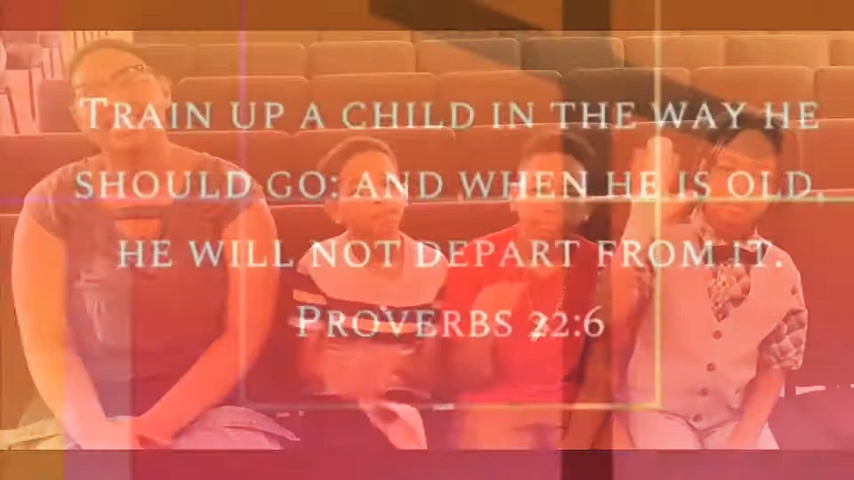 Train up a child in the way he
should go: and when he is old,
he will not depart from it.
Proverbs 22:6